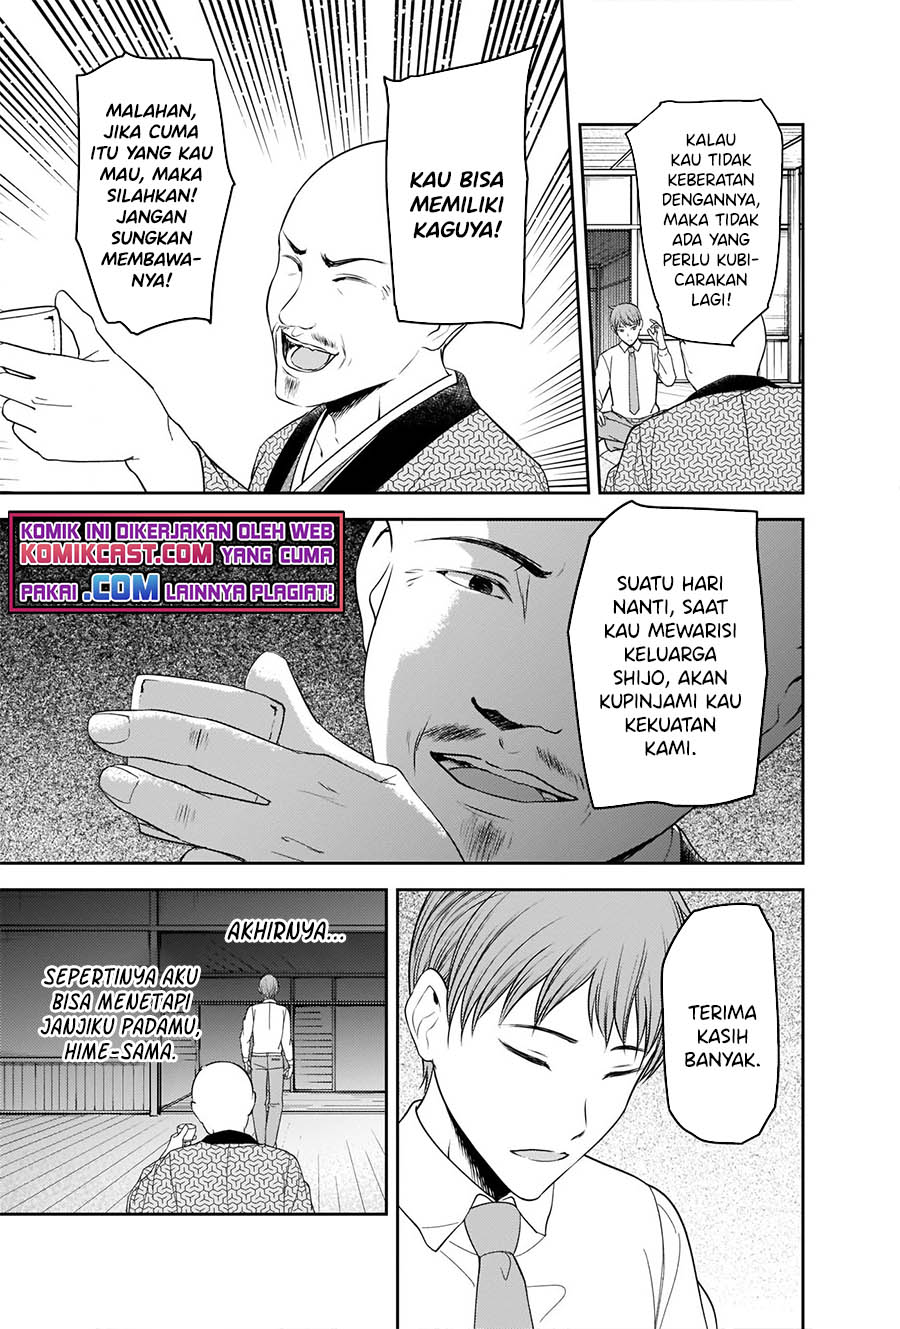 KALAU
KAU TIDAK
KEBERATAN
DENGANNYA,
MAKA TIDAK
ADA YANG
PERLU KUBI-
CARAKAN
LAGI!
KAU BISA
MEMILIKI
KAGUYA!
MALAHAN,
JIKA CUMA
ITU YANG KAU
MAU, MAKA
SILAHKAN!
JANGAN
SUNGKAN
MEMBAWA-
NYA!
KOMIK INI DIKERJAKAN OLEH WEB
KOMIKCAST.COM YANG CUMA
PAKAI .COM LAINNYA PLAGIAT!
SUATU HARI
NANTI, SAAT
KAU MEWARISI
KELUARGA
SHIJO, AKAN
KUPINJAMI KAU
KEKUATAN
KAMI.
TERIMA
KASIH
BANYAK.
AKHIRNYA...
SEPERTINYA AKU
BISA MENETAPI
JANJIKU PADAMU,
HIME-SAMA.